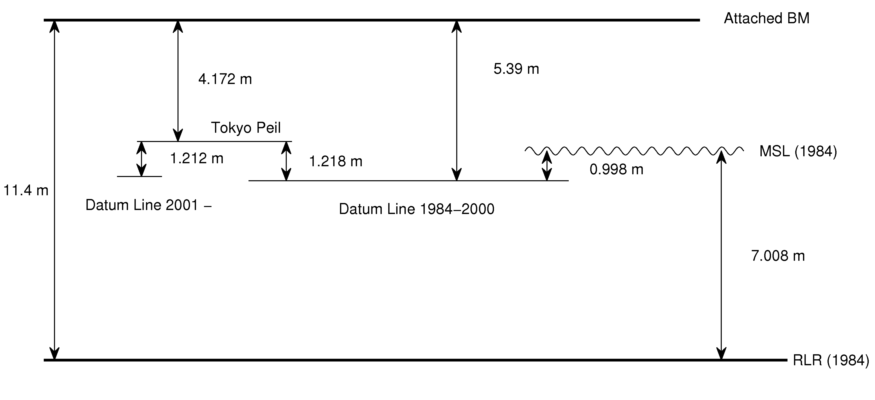 Attached BM
4.172 m
5.39 m
Tokyo Peil
1.212 m
1.218 m
MSL (1984)
0.998 m
11.4 m
Datum Line 2001 −
Datum Line 1984−2000
7.008 m
RLR (1984)